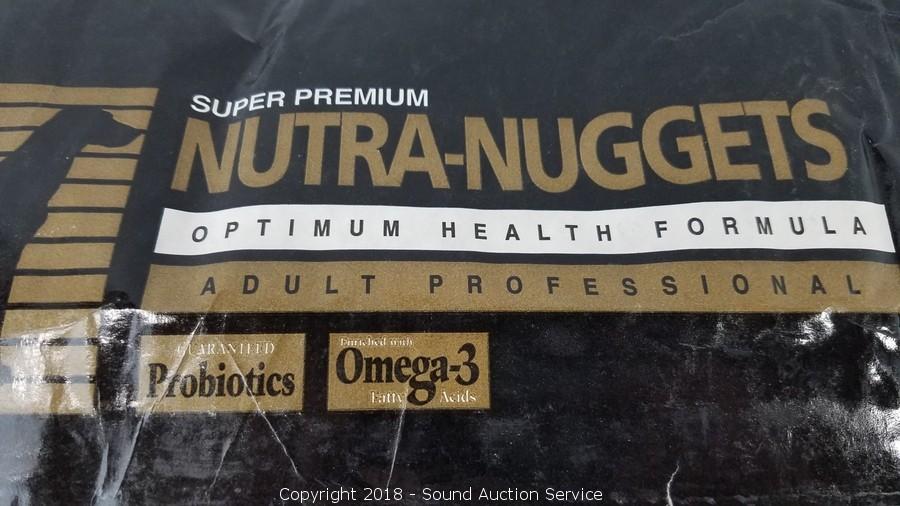 SUPER PREMIUM
NUTRA-NUGGETS
OPTIMUM HEALTH FORMULA
ADULT PROFESSIONAL
GUARANTEED
Probiotics
Enriched with
Omega-3
Fatty Acids
Copyright 2018 - Sound Auction Service